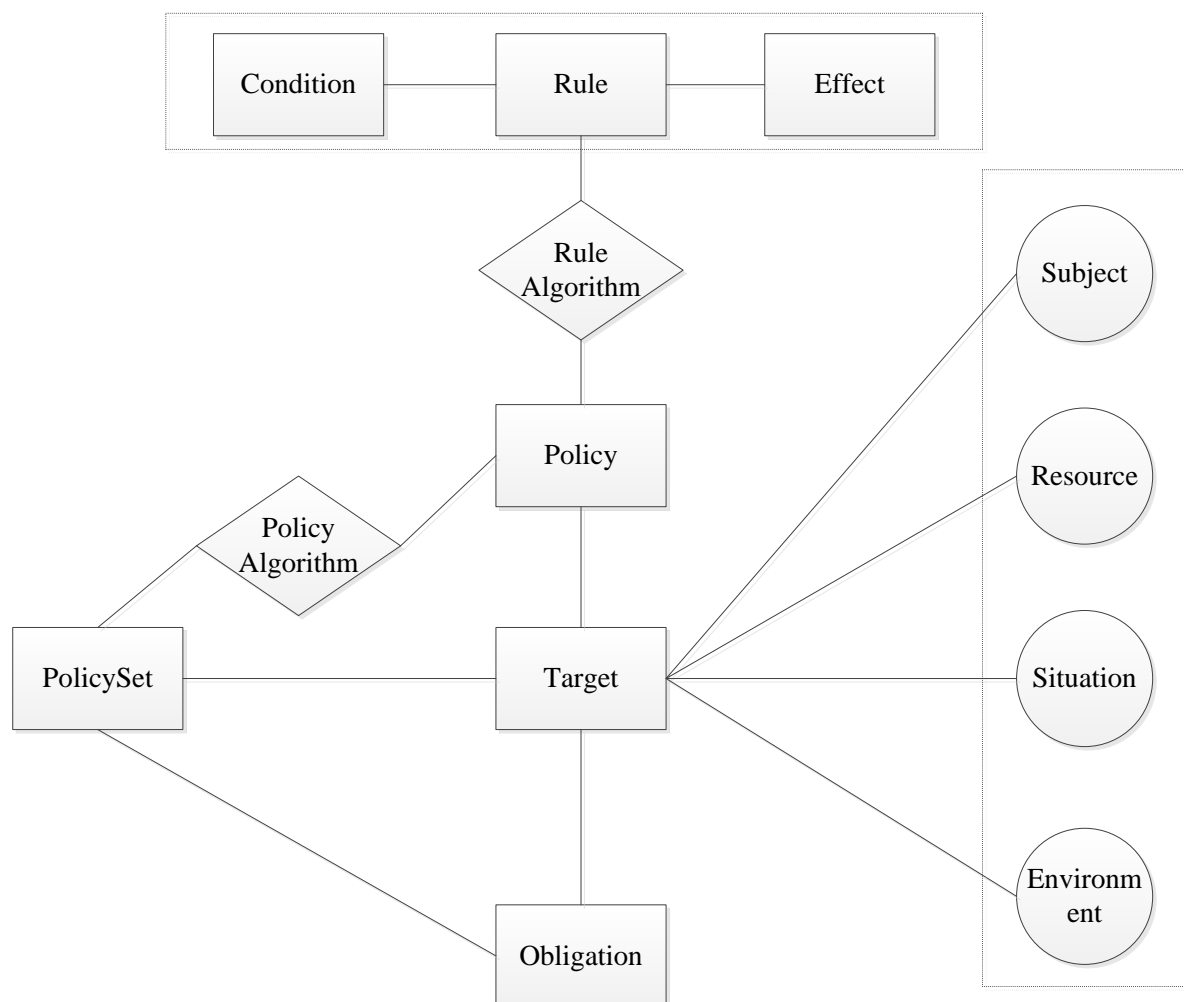 Condition
Rule
Effect
Rule
Algorithm
Subject
Policy
Resource
Policy
Algorithm
PolicySet
Target
Situation
Environm
ent
Obligation